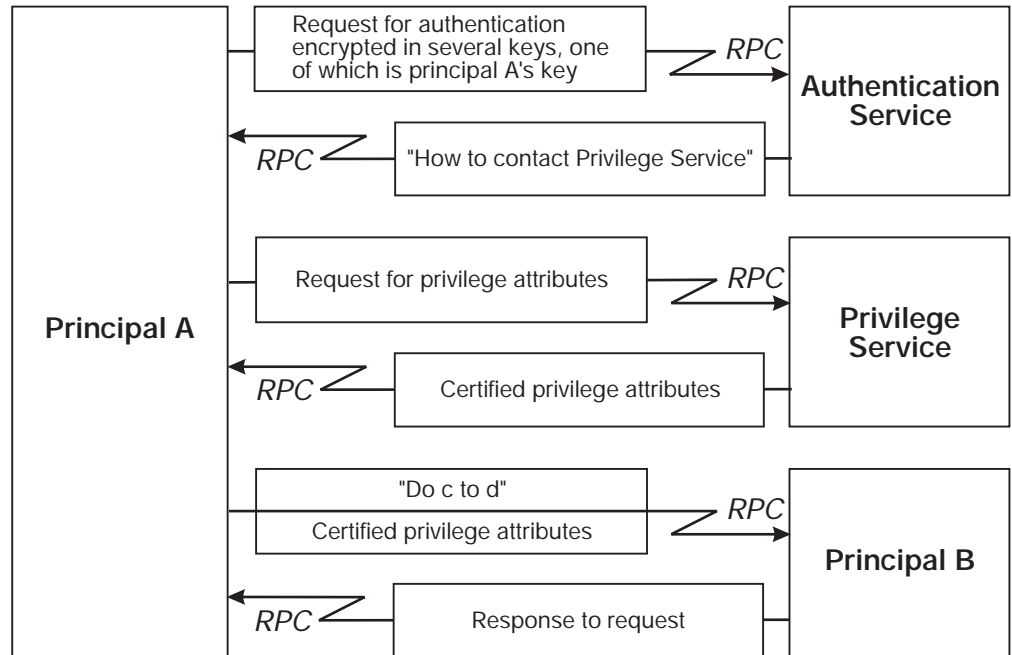 Request for authentication
encrypted in several keys, one
of which is principal A's key
RPC
Authentication
Service
RPC
"How to contact Privilege Service"
Principal A
Request for privilege attributes
RPC
Privilege
Service
RPC
Certified privilege attributes
"Do c to d"
Certified privilege attributes
RPC
Principal B
RPC
Response to request